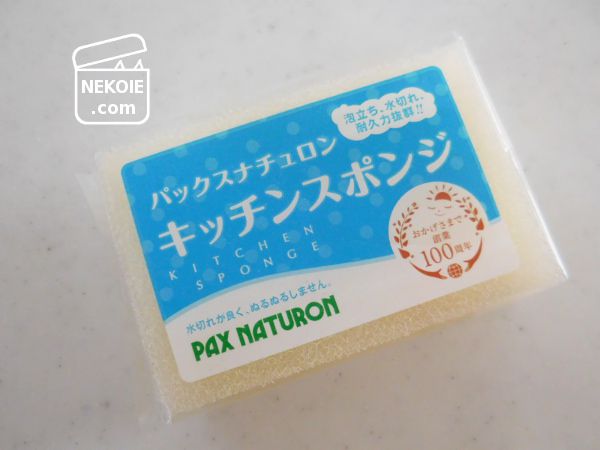 NEKOIE
.com
泡立ち、水切れ、
耐久力抜群!!
パックスナチュロン
キッチンスポンジ
KITCHEN
SPONGE
おかげさまで
創業
100周年
水切れが良く、ぬるぬるしません。
PAX NATURON